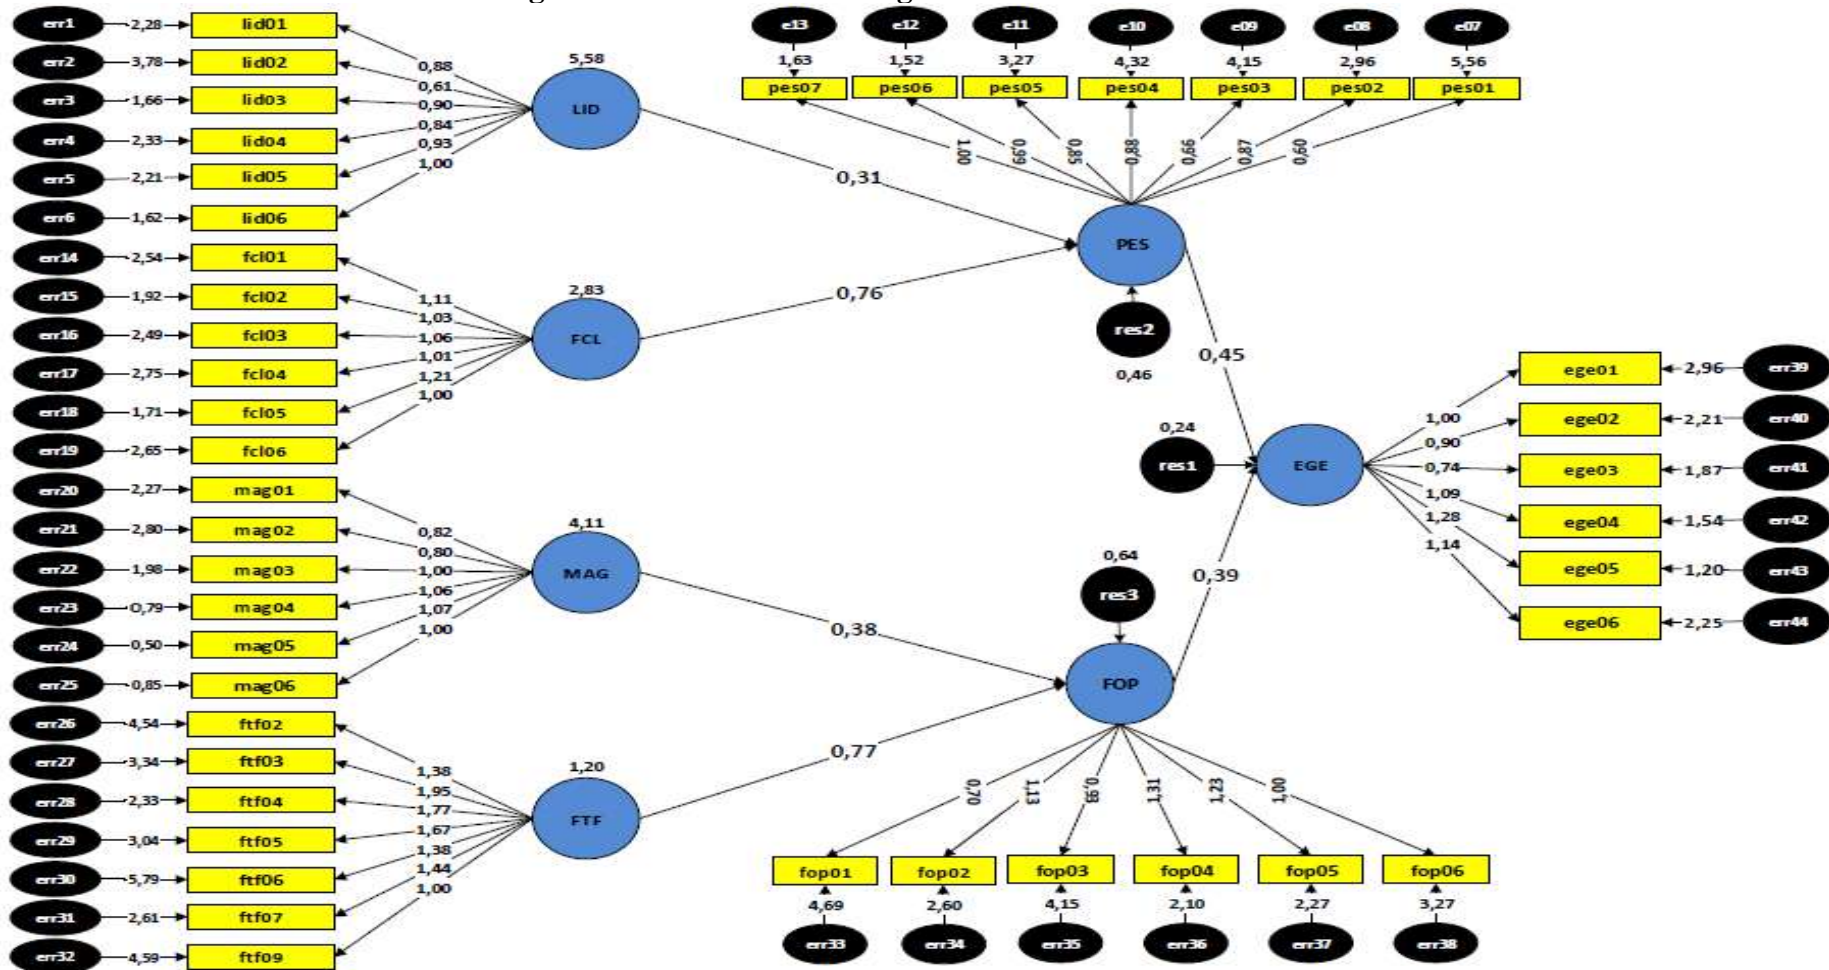 err1 2,28 lid01
err2 3,78 lid02
err3 1,66 lid03
err4 2,33 lid04
err5 2,21 lid05
err6 1,62 lid06
0,88
0,61
0,90
0,84
0,93
1,00
5,58
LID
err14 2,54 fcl01
err15 1,92 fcl02
err16 2,49 fcl03
err17 2,75 fcl04
err18 1,71 fcl05
err19 2,65 fcl06
1,11
1,03
1,06
1,01
1,21
1,00
2,83
FCL
err20 2,27 mag01
err21 2,80 mag02
err22 1,98 mag03
err23 0,79 mag04
err24 0,50 mag05
err25 0,85 mag06
0,82
0,80
1,00
1,06
1,07
1,00
4,11
MAG
err26 4,54 ftf02
err27 3,34 ftf03
err28 2,33 ftf04
err29 3,04 ftf05
err30 5,79 ftf06
err31 2,61 ftf07
err32 4,59 ftf09
1,38
1,95
1,77
1,67
1,38
1,44
1,00
1,20
FTF
e13 e12 e11 e10 e09 e08 e07
1,63 1,52 3,27 4,32 4,15 2,96 5,56
pes07 pes06 pes05 pes04 pes03 pes02 pes01
1,00 0,99 0,85 0,88 0,87
0,31
0,76
PES
res2
0,46
0,45
0,24
res1
EGE
0,39
0,64
res3
0,38
0,77
FOP
0,70 1,13 1,31 1,23 1,00
fop01 fop02 fop03 fop04 fop05 fop06
4,69 2,60 4,15 2,10 2,27 3,27
err33 err34 err35 err36 err37 err38
1,00
0,90
0,74
1,09
1,28
1,14
ege01 2,96 err39
ege02 2,21 err40
ege03 1,87 err41
ege04 1,54 err42
ege05 1,20 err43
ege06 2,25 err44